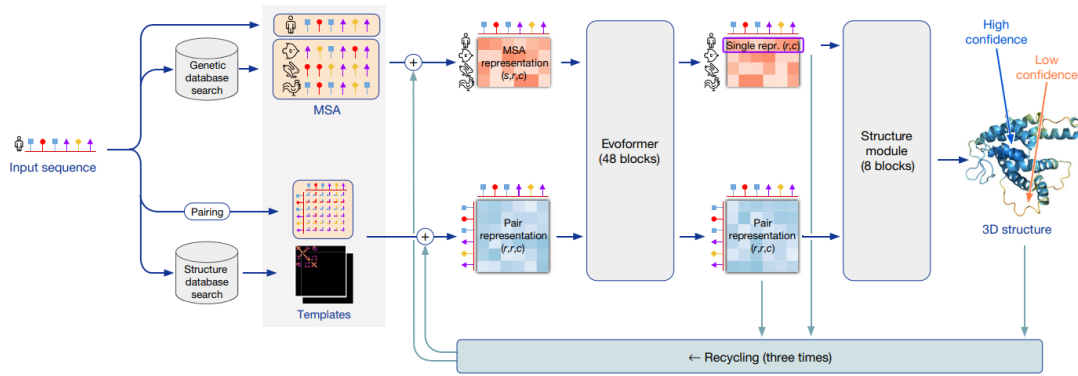 Input sequence
Genetic
database
search
MSA
Pairing
Structure
database
search
Templates
MSA
representation
(s,r,c)
Pair
representation
(r,r,c)
Evoformer
(48 blocks)
Single repr. (r,c)
Pair
representation
(r,r,c)
Structure
module
(8 blocks)
High
confidence
Low
confidence
3D structure
← Recycling (three times)